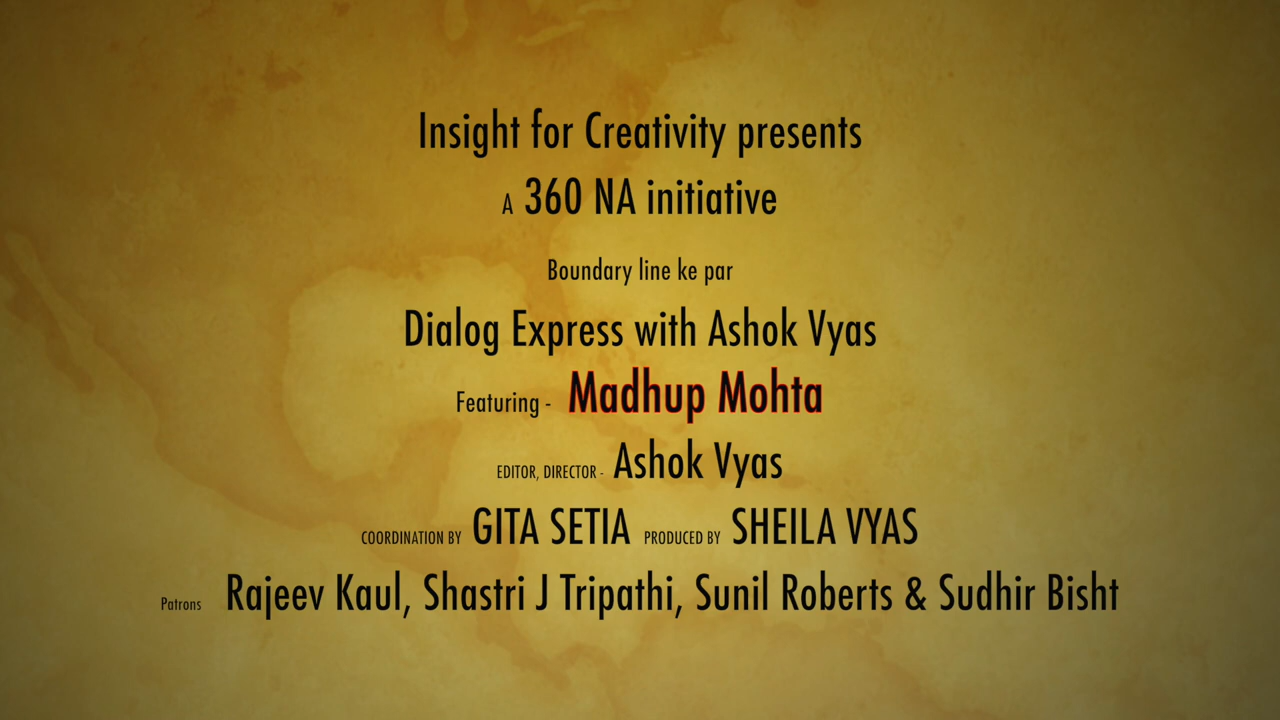 Insight for Creativity presents
A 360 NA initiative
Boundary line ke par
Dialog Express with Ashok Vyas
Featuring - Madhup Mohta
EDITOR, DIRECTOR - Ashok Vyas
COORDINATION BY GITA SETIA PRODUCED BY SHEILA VYAS
Patrons Rajeev Kaul, Shastri J Tripathi, Sunil Roberts & Sudhir Bisht